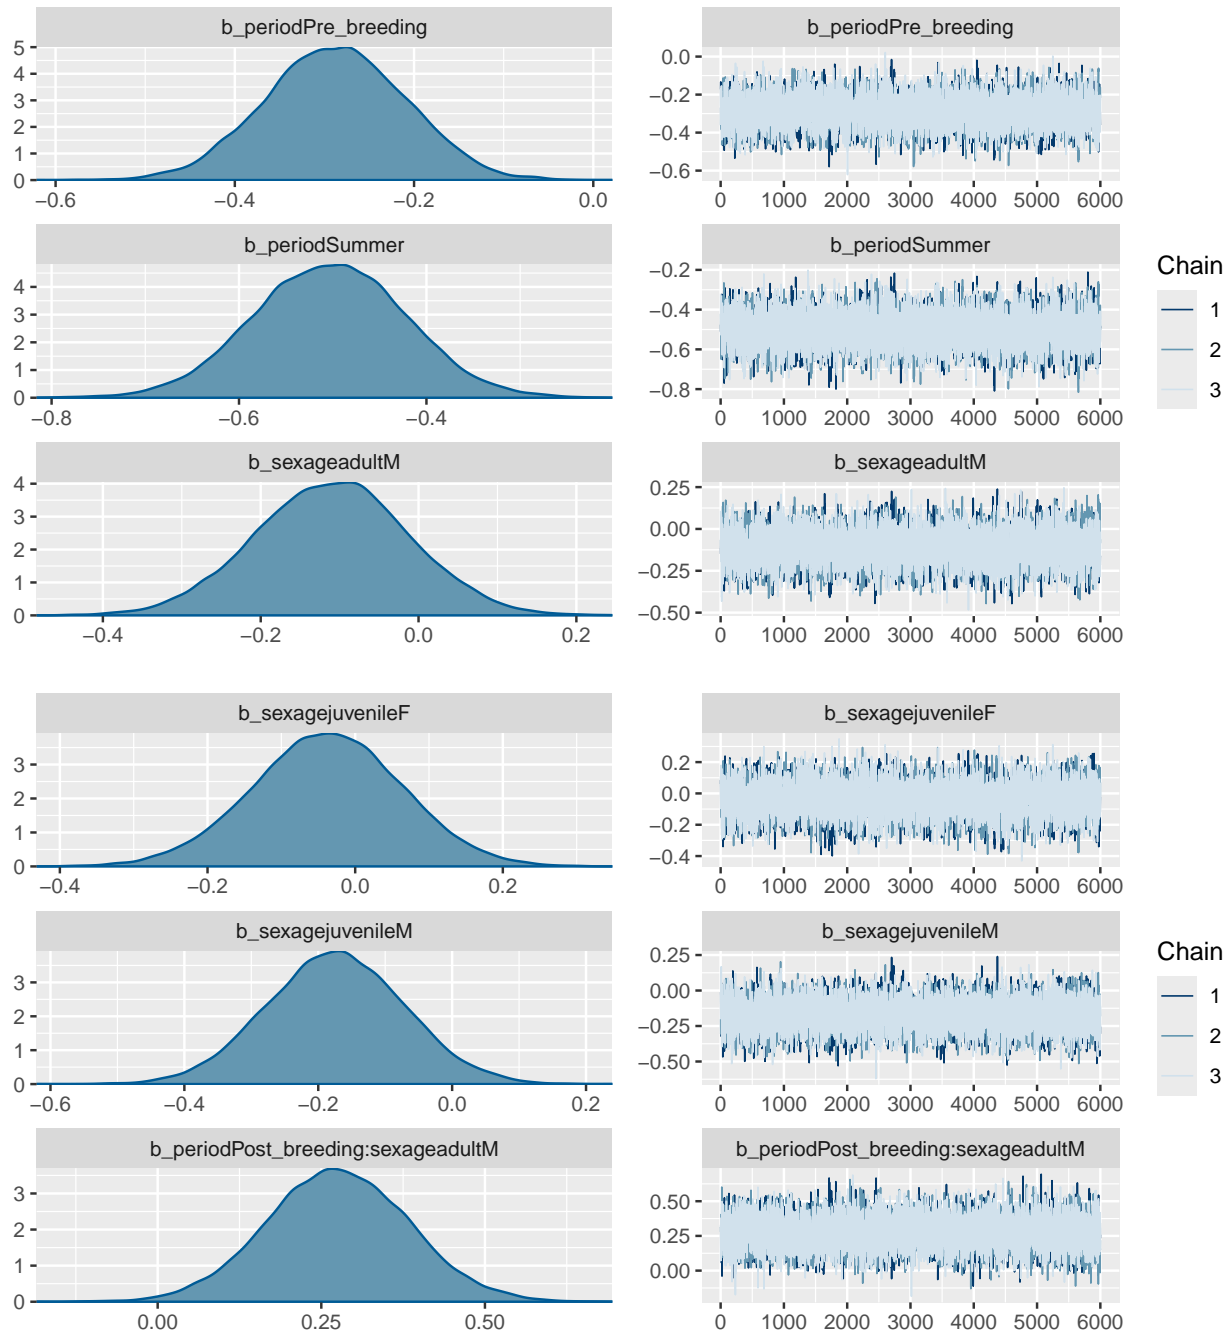 b_periodPre_breeding
5
4
3
2
1
0
−0.6 −0.4 −0.2 0.0
b_periodPre_breeding
0.0
−0.2
−0.4
−0.6
0 1000 2000 3000 4000 5000 6000
b_periodSummer
4
3
2
1
0
−0.8 −0.6 −0.4
b_periodSummer
−0.2
−0.4
−0.6
−0.8
0 1000 2000 3000 4000 5000 6000
Chain
1
2
3
b_sexageadultM
4
3
2
1
0
−0.4 −0.2 0.0 0.2
b_sexageadultM
0.25
0.00
−0.25
−0.50
0 1000 2000 3000 4000 5000 6000
b_sexagejuvenileF
3
2
1
0
−0.4 −0.2 0.0 0.2
b_sexagejuvenileF
0.2
0.0
−0.2
−0.4
0 1000 2000 3000 4000 5000 6000
b_sexagejuvenileM
3
2
1
0
−0.6 −0.4 −0.2 0.0 0.2
b_sexagejuvenileM
0.25
0.00
−0.25
−0.50
0 1000 2000 3000 4000 5000 6000
Chain
1
2
3
b_periodPost_breeding:sexageadultM
3
2
1
0
0.00 0.25 0.50
b_periodPost_breeding:sexageadultM
0.50
0.25
0.00
0 1000 2000 3000 4000 5000 6000